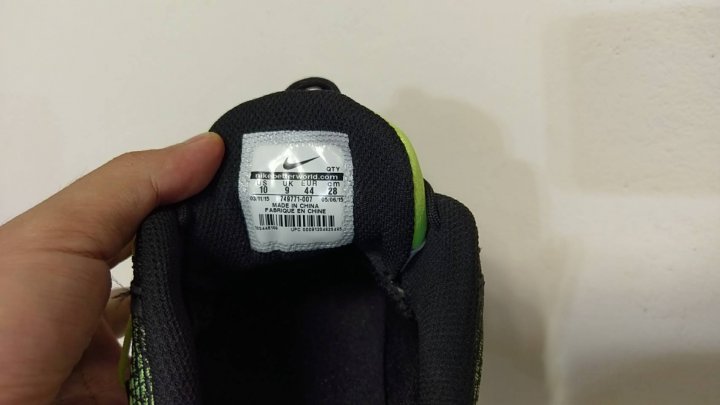 QTY
nikebetterworld.com
US UK EUR cm
10 9 44 28
03/11/15 749771-007 05/06/15
MADE IN CHINA
FABRIQUE EN CHINE